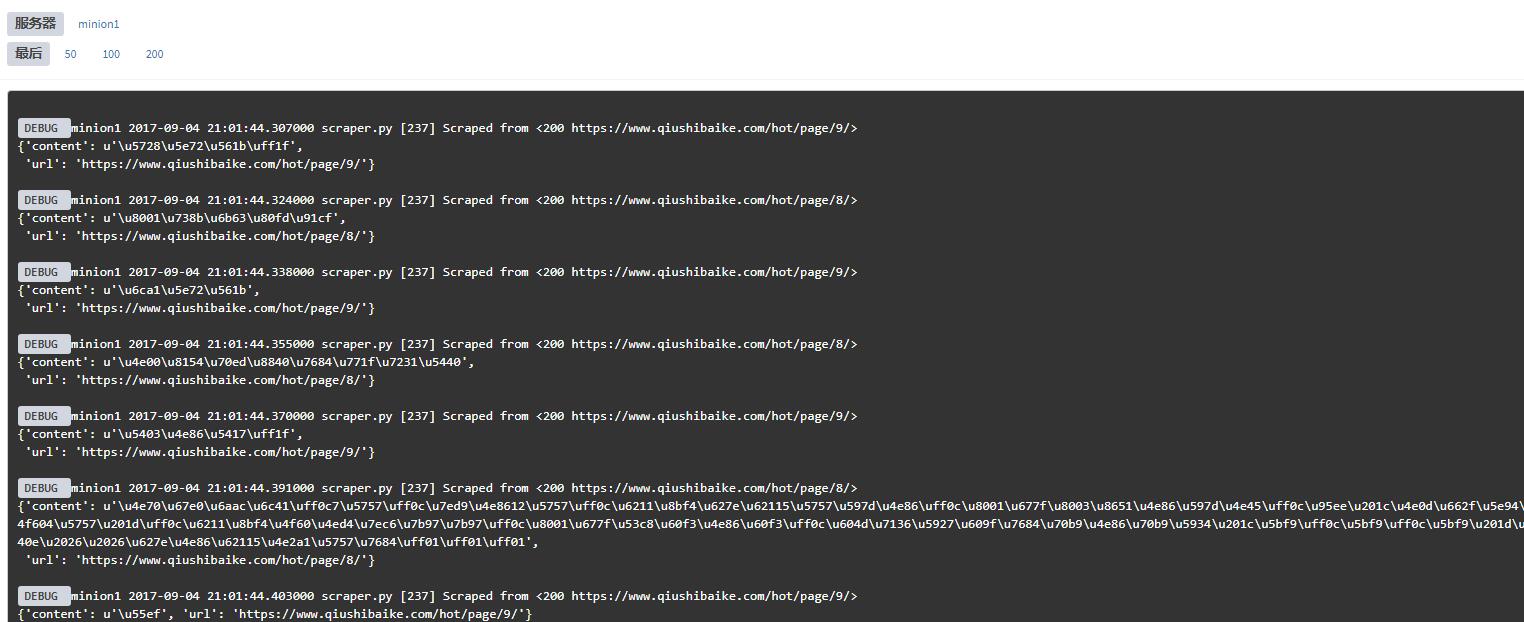 服务器 minion1
最后 50 100 200
DEBUG minion1 2017-09-04 21:01:44.307000 scraper.py [237] Scraped from <200 https://www.qiushibaike.com/hot/page/9/>
{'content': u'\u5728\u5e72\u561b\uff1f',
'url': 'https://www.qiushibaike.com/hot/page/9/'}
DEBUG minion1 2017-09-04 21:01:44.324000 scraper.py [237] Scraped from <200 https://www.qiushibaike.com/hot/page/8/>
{'content': u'\u8001\u738b\u6b63\u80fd\u91cf',
'url': 'https://www.qiushibaike.com/hot/page/8/'}
DEBUG minion1 2017-09-04 21:01:44.338000 scraper.py [237] Scraped from <200 https://www.qiushibaike.com/hot/page/9/>
{'content': u'\u6ca1\u5e72\u561b',
'url': 'https://www.qiushibaike.com/hot/page/9/'}
DEBUG minion1 2017-09-04 21:01:44.355000 scraper.py [237] Scraped from <200 https://www.qiushibaike.com/hot/page/8/>
{'content': u'\u4e00\u8154\u70ed\u8840\u7684\u771f\u7231\u5440',
'url': 'https://www.qiushibaike.com/hot/page/8/'}
DEBUG minion1 2017-09-04 21:01:44.370000 scraper.py [237] Scraped from <200 https://www.qiushibaike.com/hot/page/9/>
{'content': u'\u5403\u4e86\u5417\uff1f',
'url': 'https://www.qiushibaike.com/hot/page/9/'}
DEBUG minion1 2017-09-04 21:01:44.391000 scraper.py [237] Scraped from <200 https://www.qiushibaike.com/hot/page/8/>
{'content': u'\u4e70\u67e0\u6aac\u6c41\uff0c7\u5757\uff0c\u7ed9\u4e8612\u5757\uff0c\u6211\u8bf4\u627e\u62115\u5757\u597d\u4e86\uff0c\u8001\u677f\u8003\u8651\u4e86\u597d\u4e45\uff0c\u95ee\u201c\u4e0d\u662f\u5e94\
4f604\u5757\u201d\uff0c\u6211\u8bf4\u4f60\u4ed4\u7ec6\u7b97\u7b97\uff0c\u8001\u677f\u53c8\u60f3\u4e86\u60f3\uff0c\u604d\u7136\u5927\u609f\u7684\u70b9\u4e86\u70b9\u5934\u201c\u5bf9\uff0c\u5bf9\uff0c\u5bf9\u201d\u
40e\u2026\u2026\u627e\u4e86\u62115\u4e2a1\u5757\u7684\uff01\uff01\uff01',
'url': 'https://www.qiushibaike.com/hot/page/8/'}
DEBUG minion1 2017-09-04 21:01:44.403000 scraper.py [237] Scraped from <200 https://www.qiushibaike.com/hot/page/9/>
{'content': u'\u55ef', 'url': 'https://www.qiushibaike.com/hot/page/9/'}